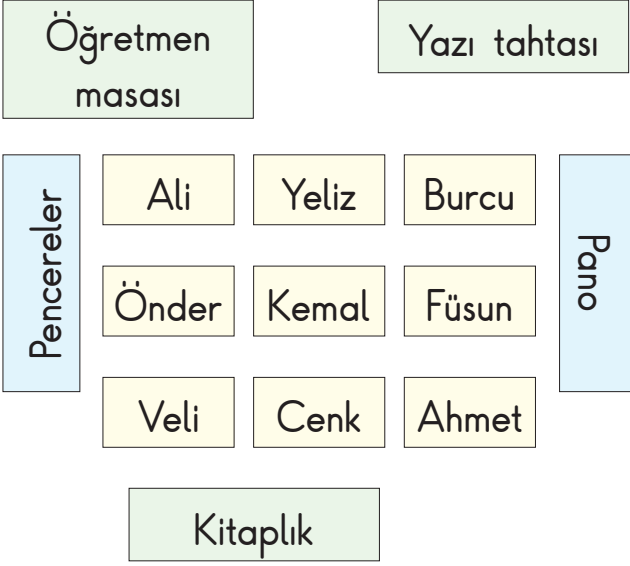 Öğretmen
masası
Yazı tahtası
Pencereler
Ali
Yeliz
Burcu
Pano
Önder
Kemal
Füsun
Veli
Cenk
Ahmet
Kitaplık